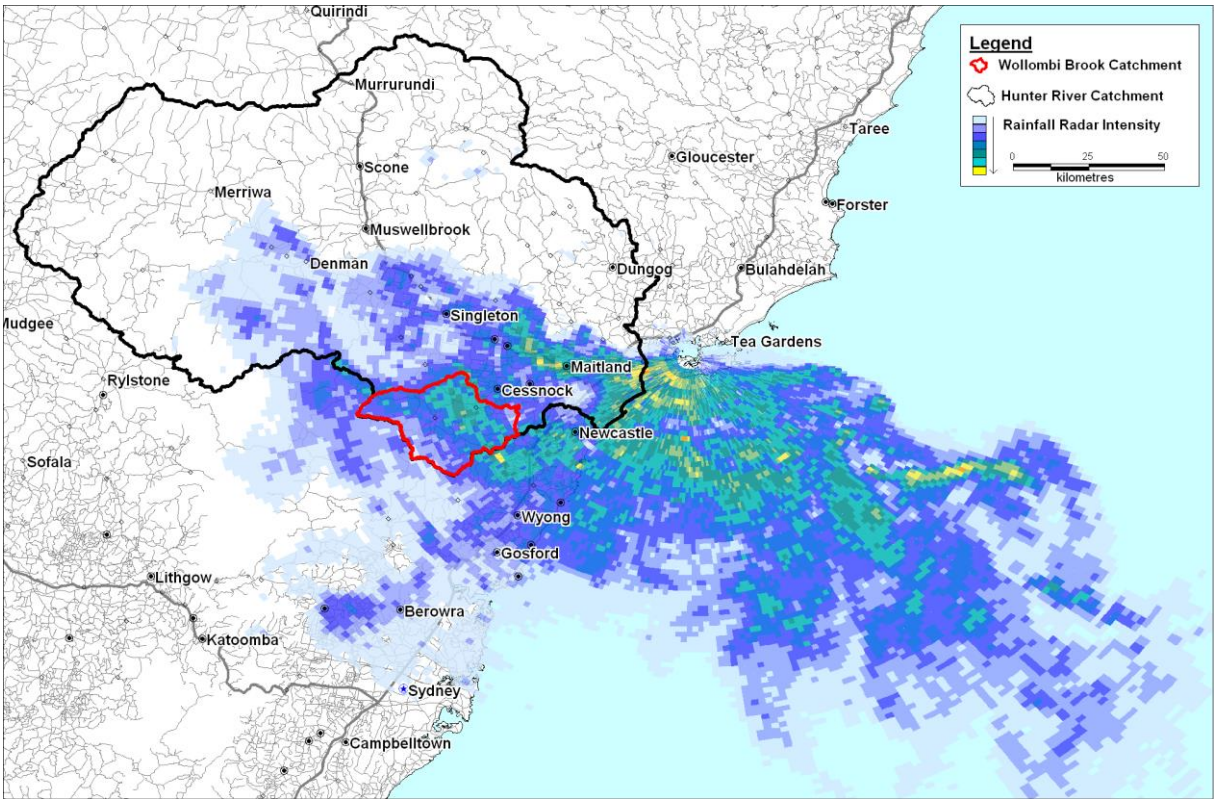 Quirindi
Legend
Wollombi Brook Catchment
Hunter River Catchment
Rainfall Radar Intensity
0 25 50
kilometres
Murrurundi
Taree
Gloucester
Scone
Merriwa
Forster
Muswellbrook
Denman
Dungog
Bulahdelah
Singleton
Mudgee
Tea Gardens
Maitland
Rylstone
Cessnock
Newcastle
Sofala
Wyong
Gosford
Lithgow
Berowra
Katoomba
Sydney
Campbelltown